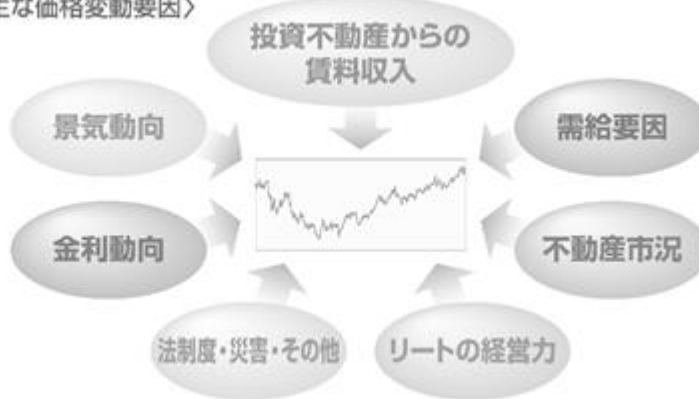 な価格変動要因〉
投資不動産からの
賃料収入
景気動向
需給要因
金利動向
不動産市況
法制度・災害・その他
リートの経営力